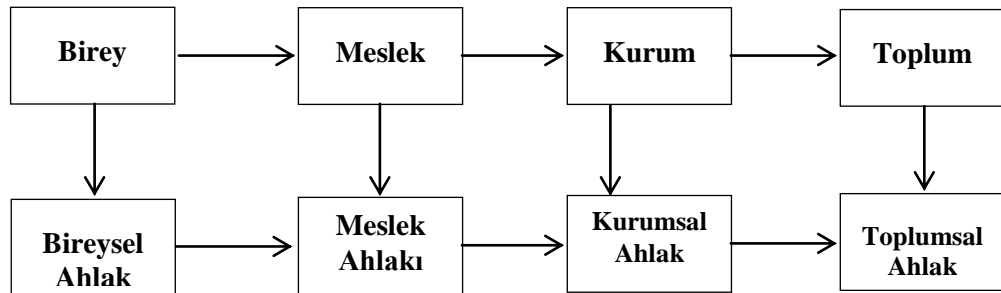 Birey
Meslek
Kurum
Toplum
Bireysel
Ahlak
Meslek
Ahlakı
Kurumsal
Ahlak
Toplumsal
Ahlak